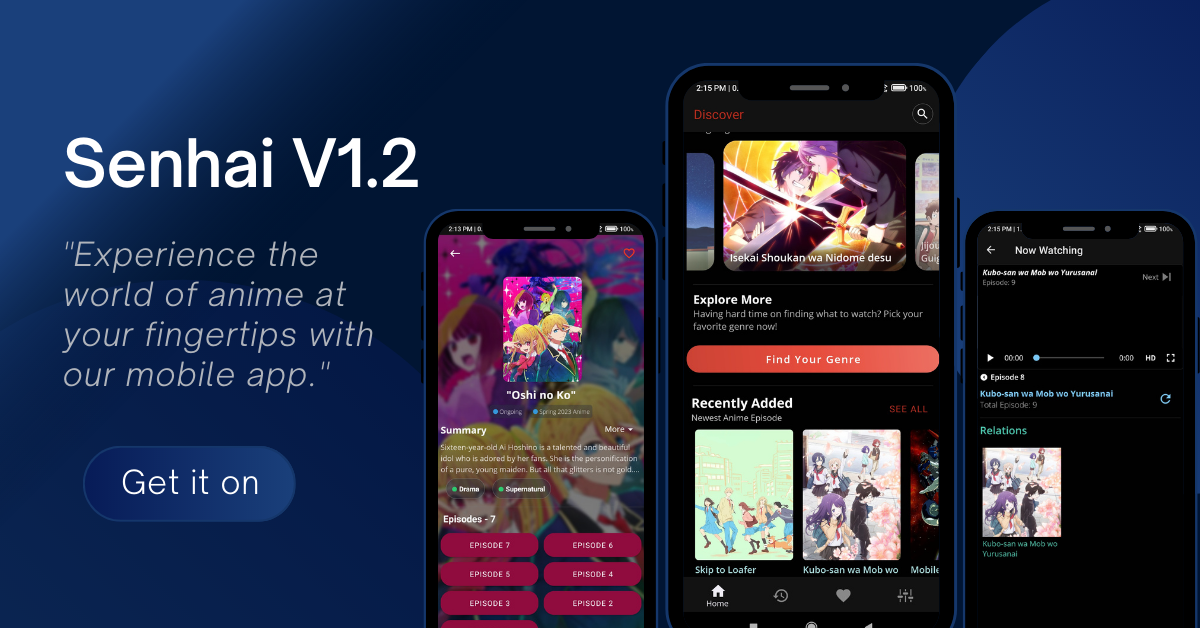 Senhai V1.2
"Experience the
world of anime at
your fingertips with
our mobile app."
Get it on
2:13 PM | 0.
100%
"Oshi no Ko"
Ongoing
Spring 2023 Anime
Summary
More
Sixteen-year-old Ai Hoshino is a talented and beautiful
idol who is adored by her fans. She is the personification
of a pure, young maiden. But all that glitters is not gold....
Drama
Supernatural
Episodes - 7
EPISODE 7
EPISODE 6
EPISODE 5
EPISODE 4
EPISODE 3
EPISODE 2
2:15 PM | 0.
100%
Discover
Isekai Shoukan wa Nidome desu
Jijou
Guig
Explore More
Having hard time on finding what to watch? Pick your
favorite genre now!
Find Your Genre
Recently Added
SEE ALL
Newest Anime Episode
Skip to Loafer
Kubo-san wa Mob wo
Mobile
Home
2:15 PM | 1.
100%
Now Watching
Kubo-san wa Mob wo Yurusanai
Episode: 9
Next
00:00
0:00
HD
Episode 8
Kubo-san wa Mob wo Yurusanai
Total Episode: 9
Relations
Kubo-san wa Mob wo
Yurusanai